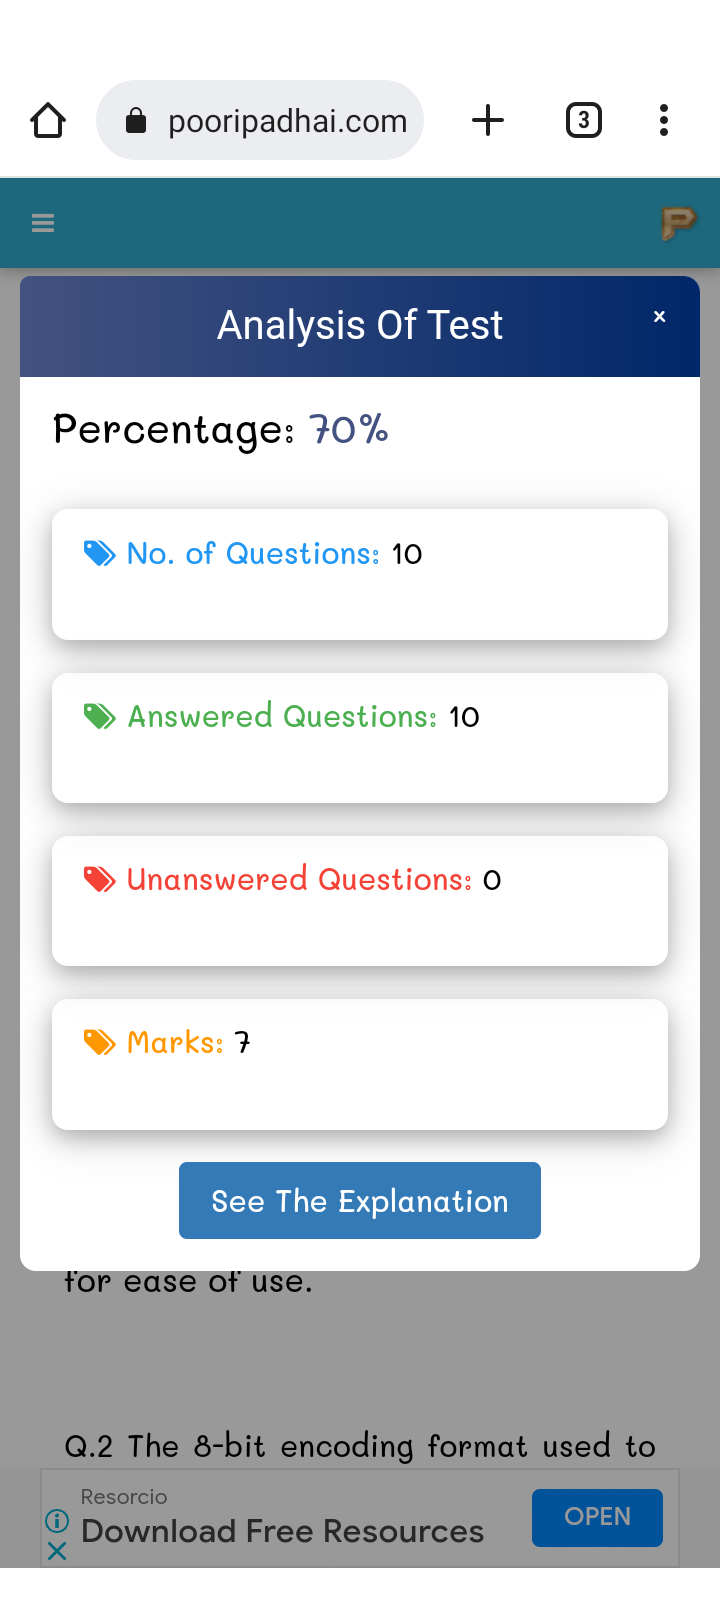 pooripadhai.com
3
P
Analysis Of Test
×
Percentage: 70%
No. of Questions: 10
Answered Questions: 10
Unanswered Questions: 0
Marks: 7
See The Explanation
for ease of use.
Q.2 The 8-bit encoding format used to
Resorcio
Download Free Resources
OPEN